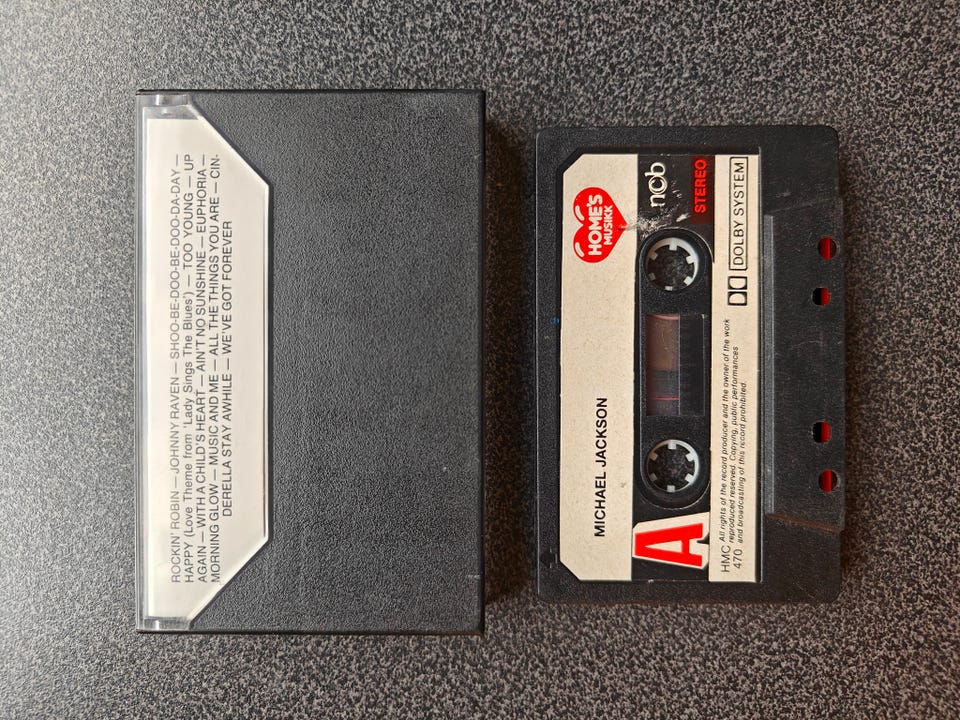 ROCKIN' ROBIN — JOHNNY RAVEN — SHOO-BE-DOO-BE-DOO-DA-DAY —
HAPPY (Love Theme from 'Lady Sings The Blues') — TOO YOUNG — UP
AGAIN — WITH A CHILD'S HEART — AIN'T NO SUNSHINE — EUPHORIA —
MORNING GLOW — MUSIC AND ME — ALL THE THINGS YOU ARE — CIN-
DERELLA STAY AWHILE — WE'VE GOT FOREVER
HOME'S
MUSIKK
MICHAEL JACKSON
ncb
A
STEREO
DOLBY SYSTEM
HMC
470
All rights of the record producer and the owner of the work
reproduced reserved. Copying, public performances
and broadcasting of this record prohibited.